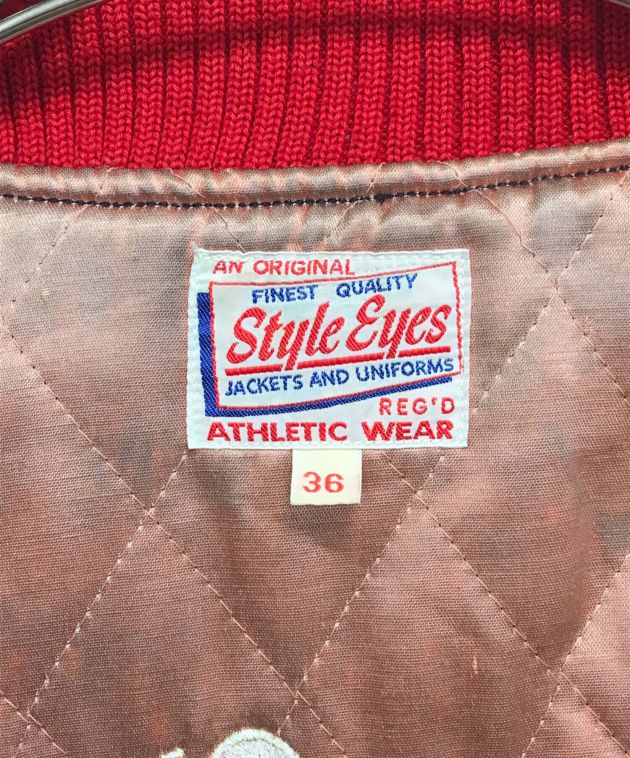 AN ORIGINAL
FINEST QUALITY
Style Eyes
JACKETS AND UNIFORMS
REG'D
ATHLETIC WEAR
36